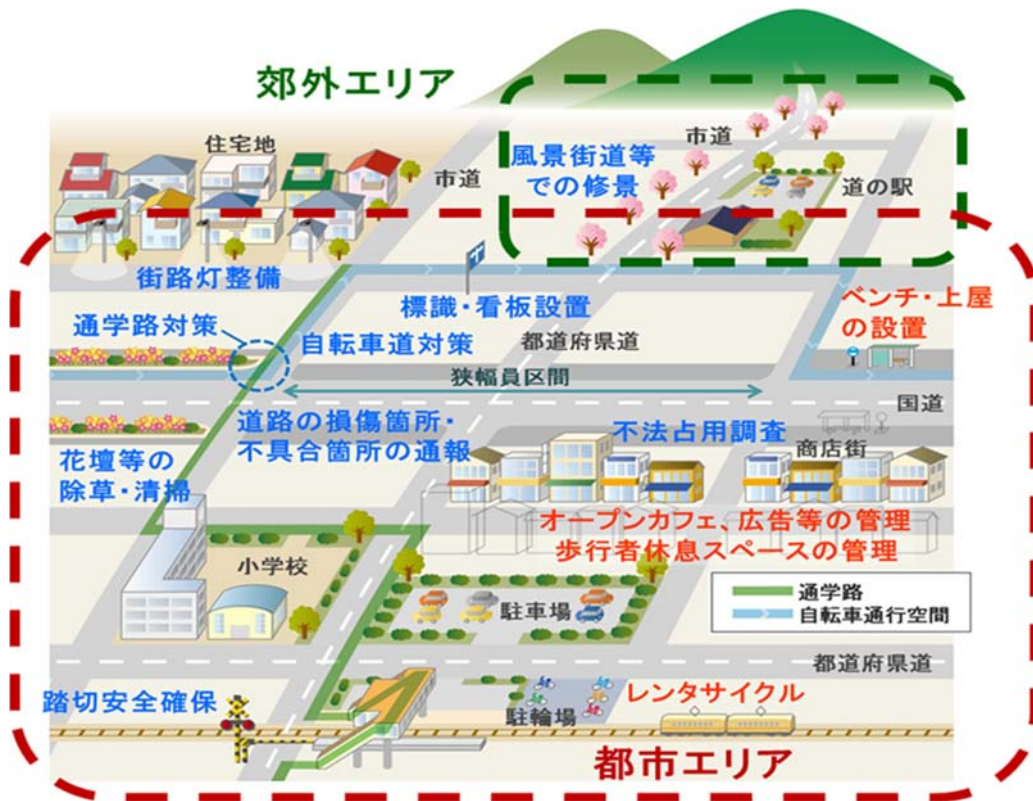 郊外エリア
住宅地
市道
市道
風景街道等
での修景
道の駅
街路灯整備
標識・看板設置
ベンチ・上屋
の設置
通学路対策
自転車道対策
都道府県道
狭幅員区間
国道
道路の損傷箇所・
不具合箇所の通報
不法占用調査
商店街
花壇等の
除草・清掃
オープンカフェ、広告等の管理
歩行者休息スペースの管理
小学校
駐車場
通学路
自転車通行空間
都道府県道
踏切安全確保
駐輪場
レンタサイクル
都市エリア